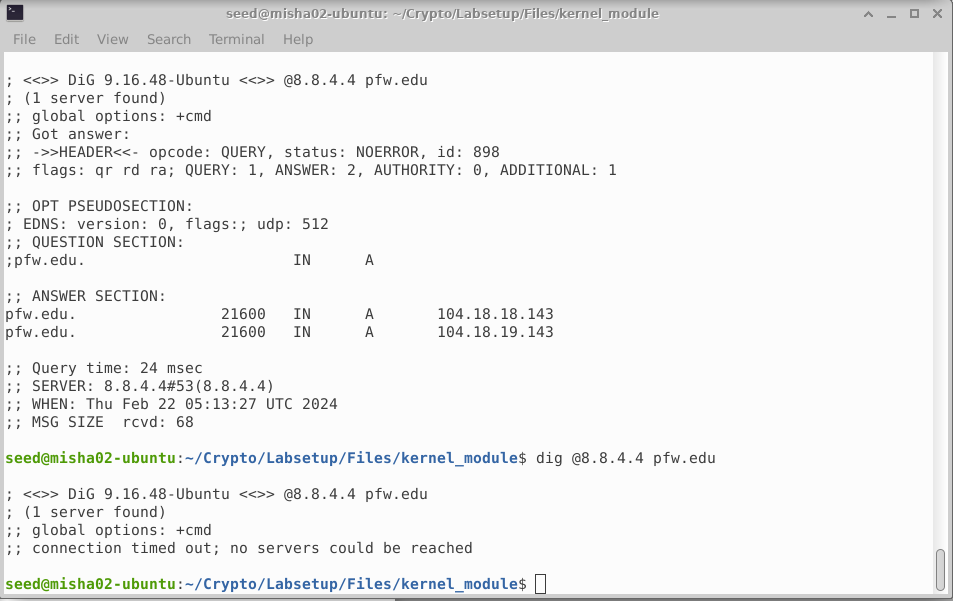 seed@misha02-ubuntu: ~/Crypto/Labsetup/Files/kernel_module
File Edit View Search Terminal Help
; <<>> DiG 9.16.48-Ubuntu <<>> @8.8.4.4 pfw.edu
; (1 server found)
;; global options: +cmd
;; Got answer:
;; ->>HEADER<<- opcode: QUERY, status: NOERROR, id: 898
;; flags: qr rd ra; QUERY: 1, ANSWER: 2, AUTHORITY: 0, ADDITIONAL: 1
;; OPT PSEUDOSECTION:
; EDNS: version: 0, flags:; udp: 512
;; QUESTION SECTION:
;pfw.edu. IN A
;; ANSWER SECTION:
pfw.edu. 21600 IN A 104.18.18.143
pfw.edu. 21600 IN A 104.18.19.143
;; Query time: 24 msec
;; SERVER: 8.8.4.4#53(8.8.4.4)
;; WHEN: Thu Feb 22 05:13:27 UTC 2024
;; MSG SIZE  rcvd: 68
seed@misha02-ubuntu:~/Crypto/Labsetup/Files/kernel_module$ dig @8.8.4.4 pfw.edu
; <<>> DiG 9.16.48-Ubuntu <<>> @8.8.4.4 pfw.edu
; (1 server found)
;; global options: +cmd
;; connection timed out; no servers could be reached
seed@misha02-ubuntu:~/Crypto/Labsetup/Files/kernel_module$